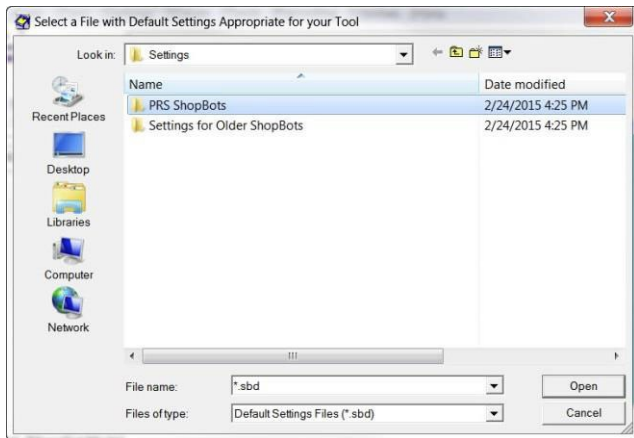 Select a File with Default Settings Appropriate for your Tool
Look in: Settings
Name Date modified
PRS ShopBots 2/24/2015 4:25 PM
Settings for Older ShopBots 2/24/2015 4:25 PM
Recent Places
Desktop
Libraries
Computer
Network
File name: *.sbd Open
Files of type: Default Settings Files (*.sbd) Cancel